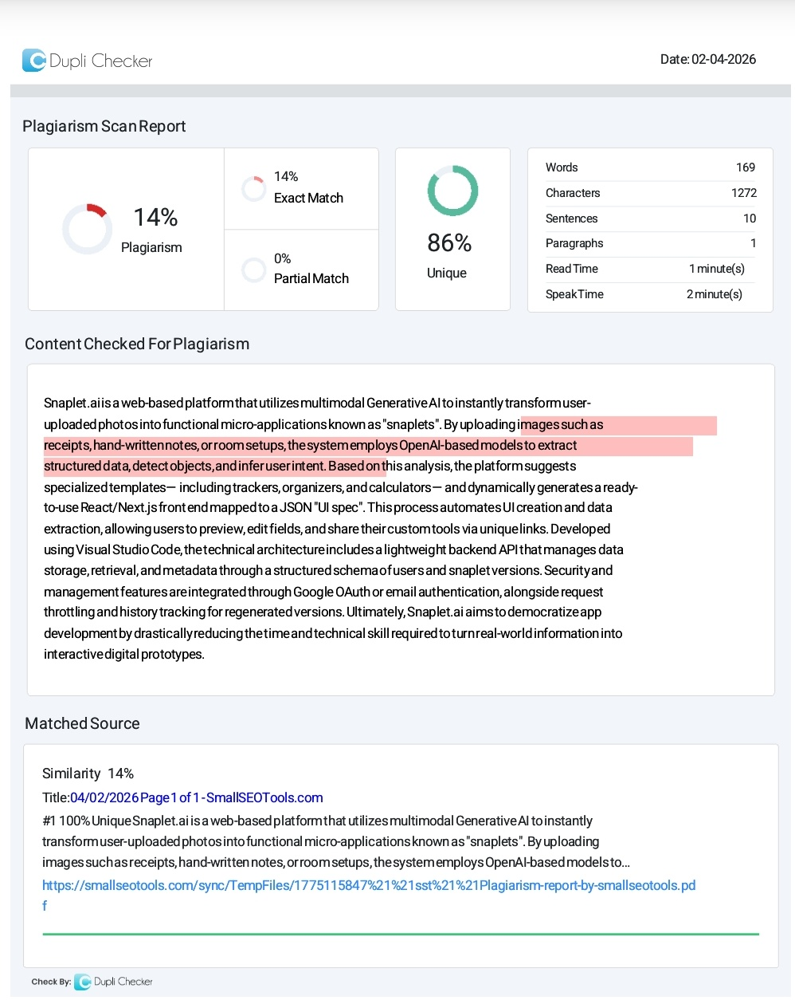 Dupli Checker
Date: 02-04-2026
Plagiarism Scan Report
14%
Plagiarism
14%
Exact Match
0%
Partial Match
86%
Unique
Words 169
Characters 1272
Sentences 10
Paragraphs 1
Read Time 1 minute(s)
Speak Time 2 minute(s)
Content Checked For Plagiarism
Snaplet.ai is a web-based platform that utilizes multimodal Generative AI to instantly transform user-
uploaded photos into functional micro-applications known as "snaplets". By uploading images such as
receipts, hand-written notes, or room setups, the system employs OpenAI-based models to extract
structured data, detect objects, and infer user intent. Based on this analysis, the platform suggests
specialized templates— including trackers, organizers, and calculators— and dynamically generates a ready-
to-use React/Next.js front end mapped to a JSON "UI spec". This process automates UI creation and data
extraction, allowing users to preview, edit fields, and share their custom tools via unique links. Developed
using Visual Studio Code, the technical architecture includes a lightweight backend API that manages data
storage, retrieval, and metadata through a structured schema of users and snaplet versions. Security and
management features are integrated through Google OAuth or email authentication, alongside request
throttling and history tracking for regenerated versions. Ultimately, Snaplet.ai aims to democratize app
development by drastically reducing the time and technical skill required to turn real-world information into
interactive digital prototypes.
Matched Source
Similarity 14%
Title:04/02/2026 Page 1 of 1 - SmallSEOTools.com
#1 100% Unique Snaplet.ai is a web-based platform that utilizes multimodal Generative AI to instantly
transform user-uploaded photos into functional micro-applications known as "snaplets". By uploading
images such as receipts, hand-written notes, or room setups, the system employs OpenAI-based models to...
https://smallseotools.com/sync/TempFiles/1775115847%21%21sst%21%21Plagiarism-report-by-smallseotools.pd
f
Check By: Dupli Checker